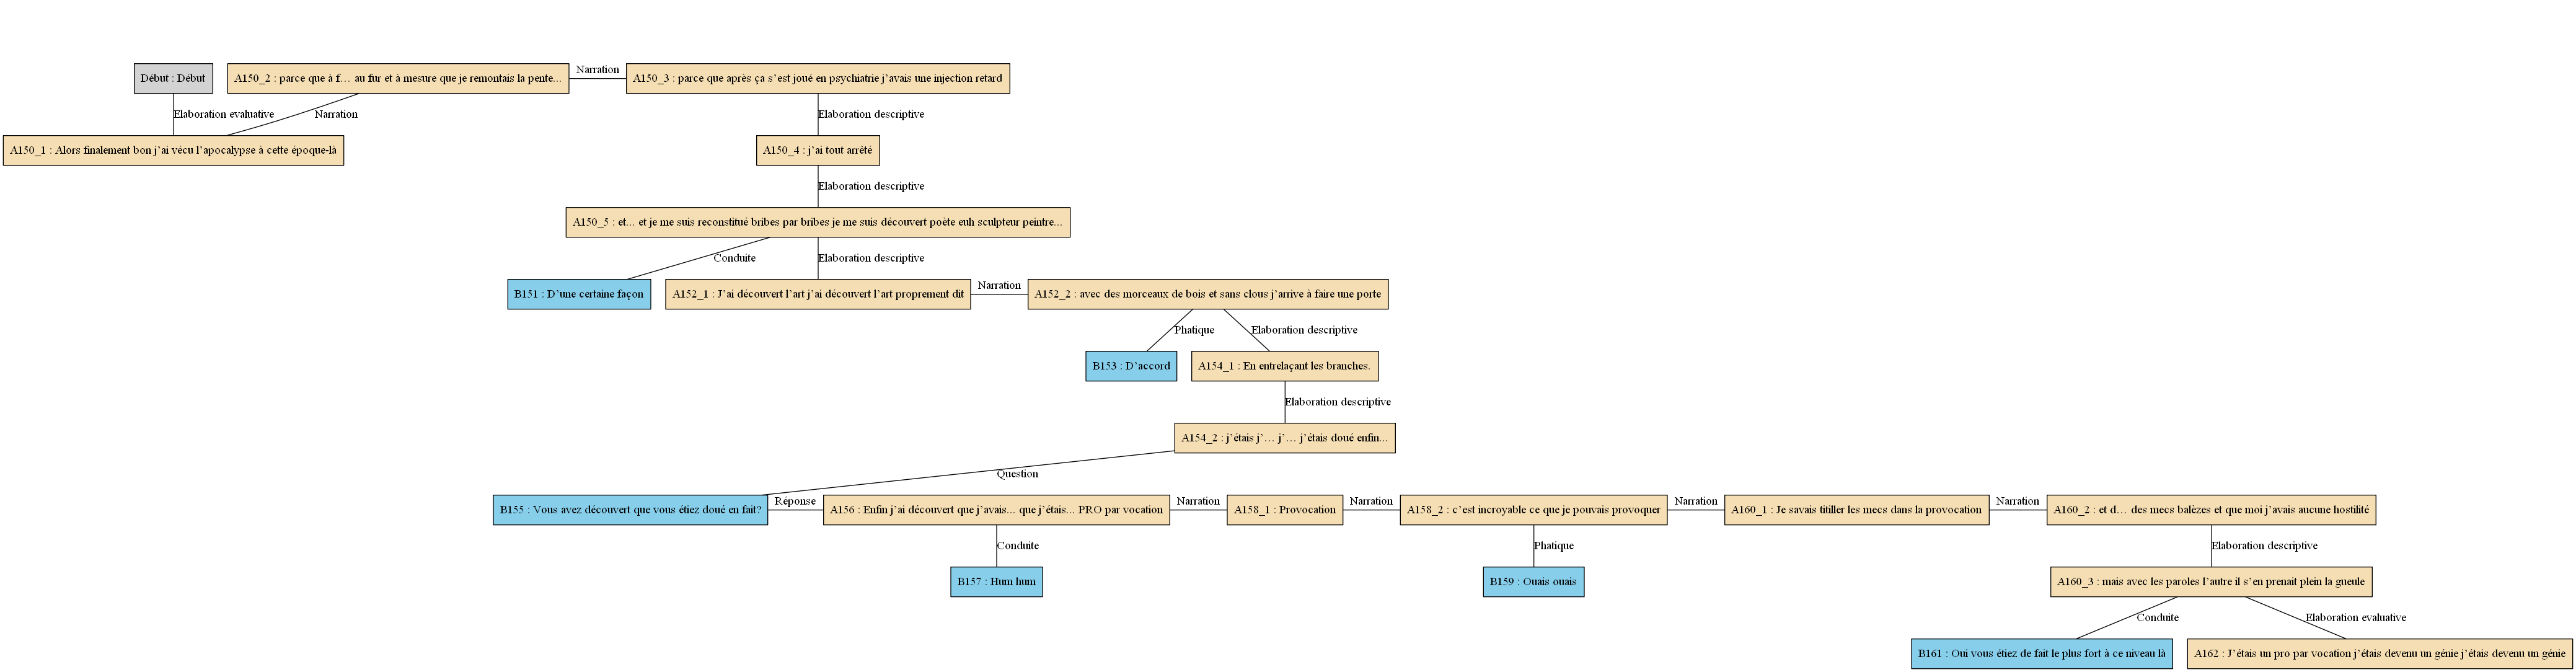 Début : Début
A150_2 : parce que à f… au fur et à mesure que je remontais la pente...
Narration
A150_3 : parce que après ça s’est joué en psychiatrie j’avais une injection retard
Elaboration evaluative
Narration
Elaboration descriptive
A150_1 : Alors finalement bon j’ai vécu l’apocalypse à cette époque-là
A150_4 : j’ai tout arrêté
Elaboration descriptive
A150_5 : et... et je me suis reconstitué bribes par bribes je me suis découvert poète euh sculpteur peintre...
Conduite
Elaboration descriptive
B151 : D’une certaine façon
A152_1 : J’ai découvert l’art j’ai découvert l’art proprement dit
Narration
A152_2 : avec des morceaux de bois et sans clous j’arrive à faire une porte
Phatique
Elaboration descriptive
B153 : D’accord
A154_1 : En entrelaçant les branches.
Elaboration descriptive
A154_2 : j’étais j’… j’… j’étais doué enfin...
Question
B155 : Vous avez découvert que vous étiez doué en fait?
Réponse
A156 : Enfin j’ai découvert que j’avais... que j’étais... PRO par vocation
Narration
A158_1 : Provocation
Narration
A158_2 : c’est incroyable ce que je pouvais provoquer
Narration
A160_1 : Je savais titiller les mecs dans la provocation
Narration
A160_2 : et d… des mecs balèzes et que moi j’avais aucune hostilité
Conduite
Phatique
Elaboration descriptive
B157 : Hum hum
B159 : Ouais ouais
A160_3 : mais avec les paroles l’autre il s’en prenait plein la gueule
Conduite
Elaboration evaluative
B161 : Oui vous étiez de fait le plus fort à ce niveau là
A162 : J’étais un pro par vocation j’étais devenu un génie j’étais devenu un génie